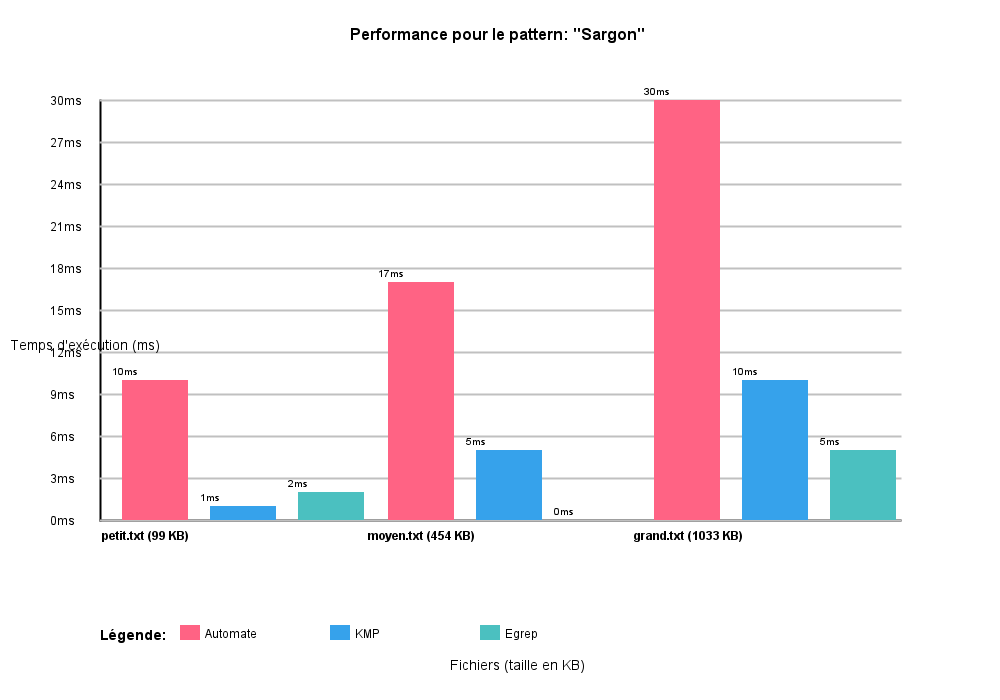 Performance pour le pattern: "Sargon"
30ms
30ms
27ms
24ms
21ms
18ms
17ms
15ms
Temps d'exécution (ms)
12ms
10ms
10ms
9ms
6ms
5ms
5ms
3ms
2ms
1ms
0ms
0ms
petit.txt (99 KB) moyen.txt (454 KB) grand.txt (1033 KB)
Légende: Automate KMP Egrep
Fichiers (taille en KB)